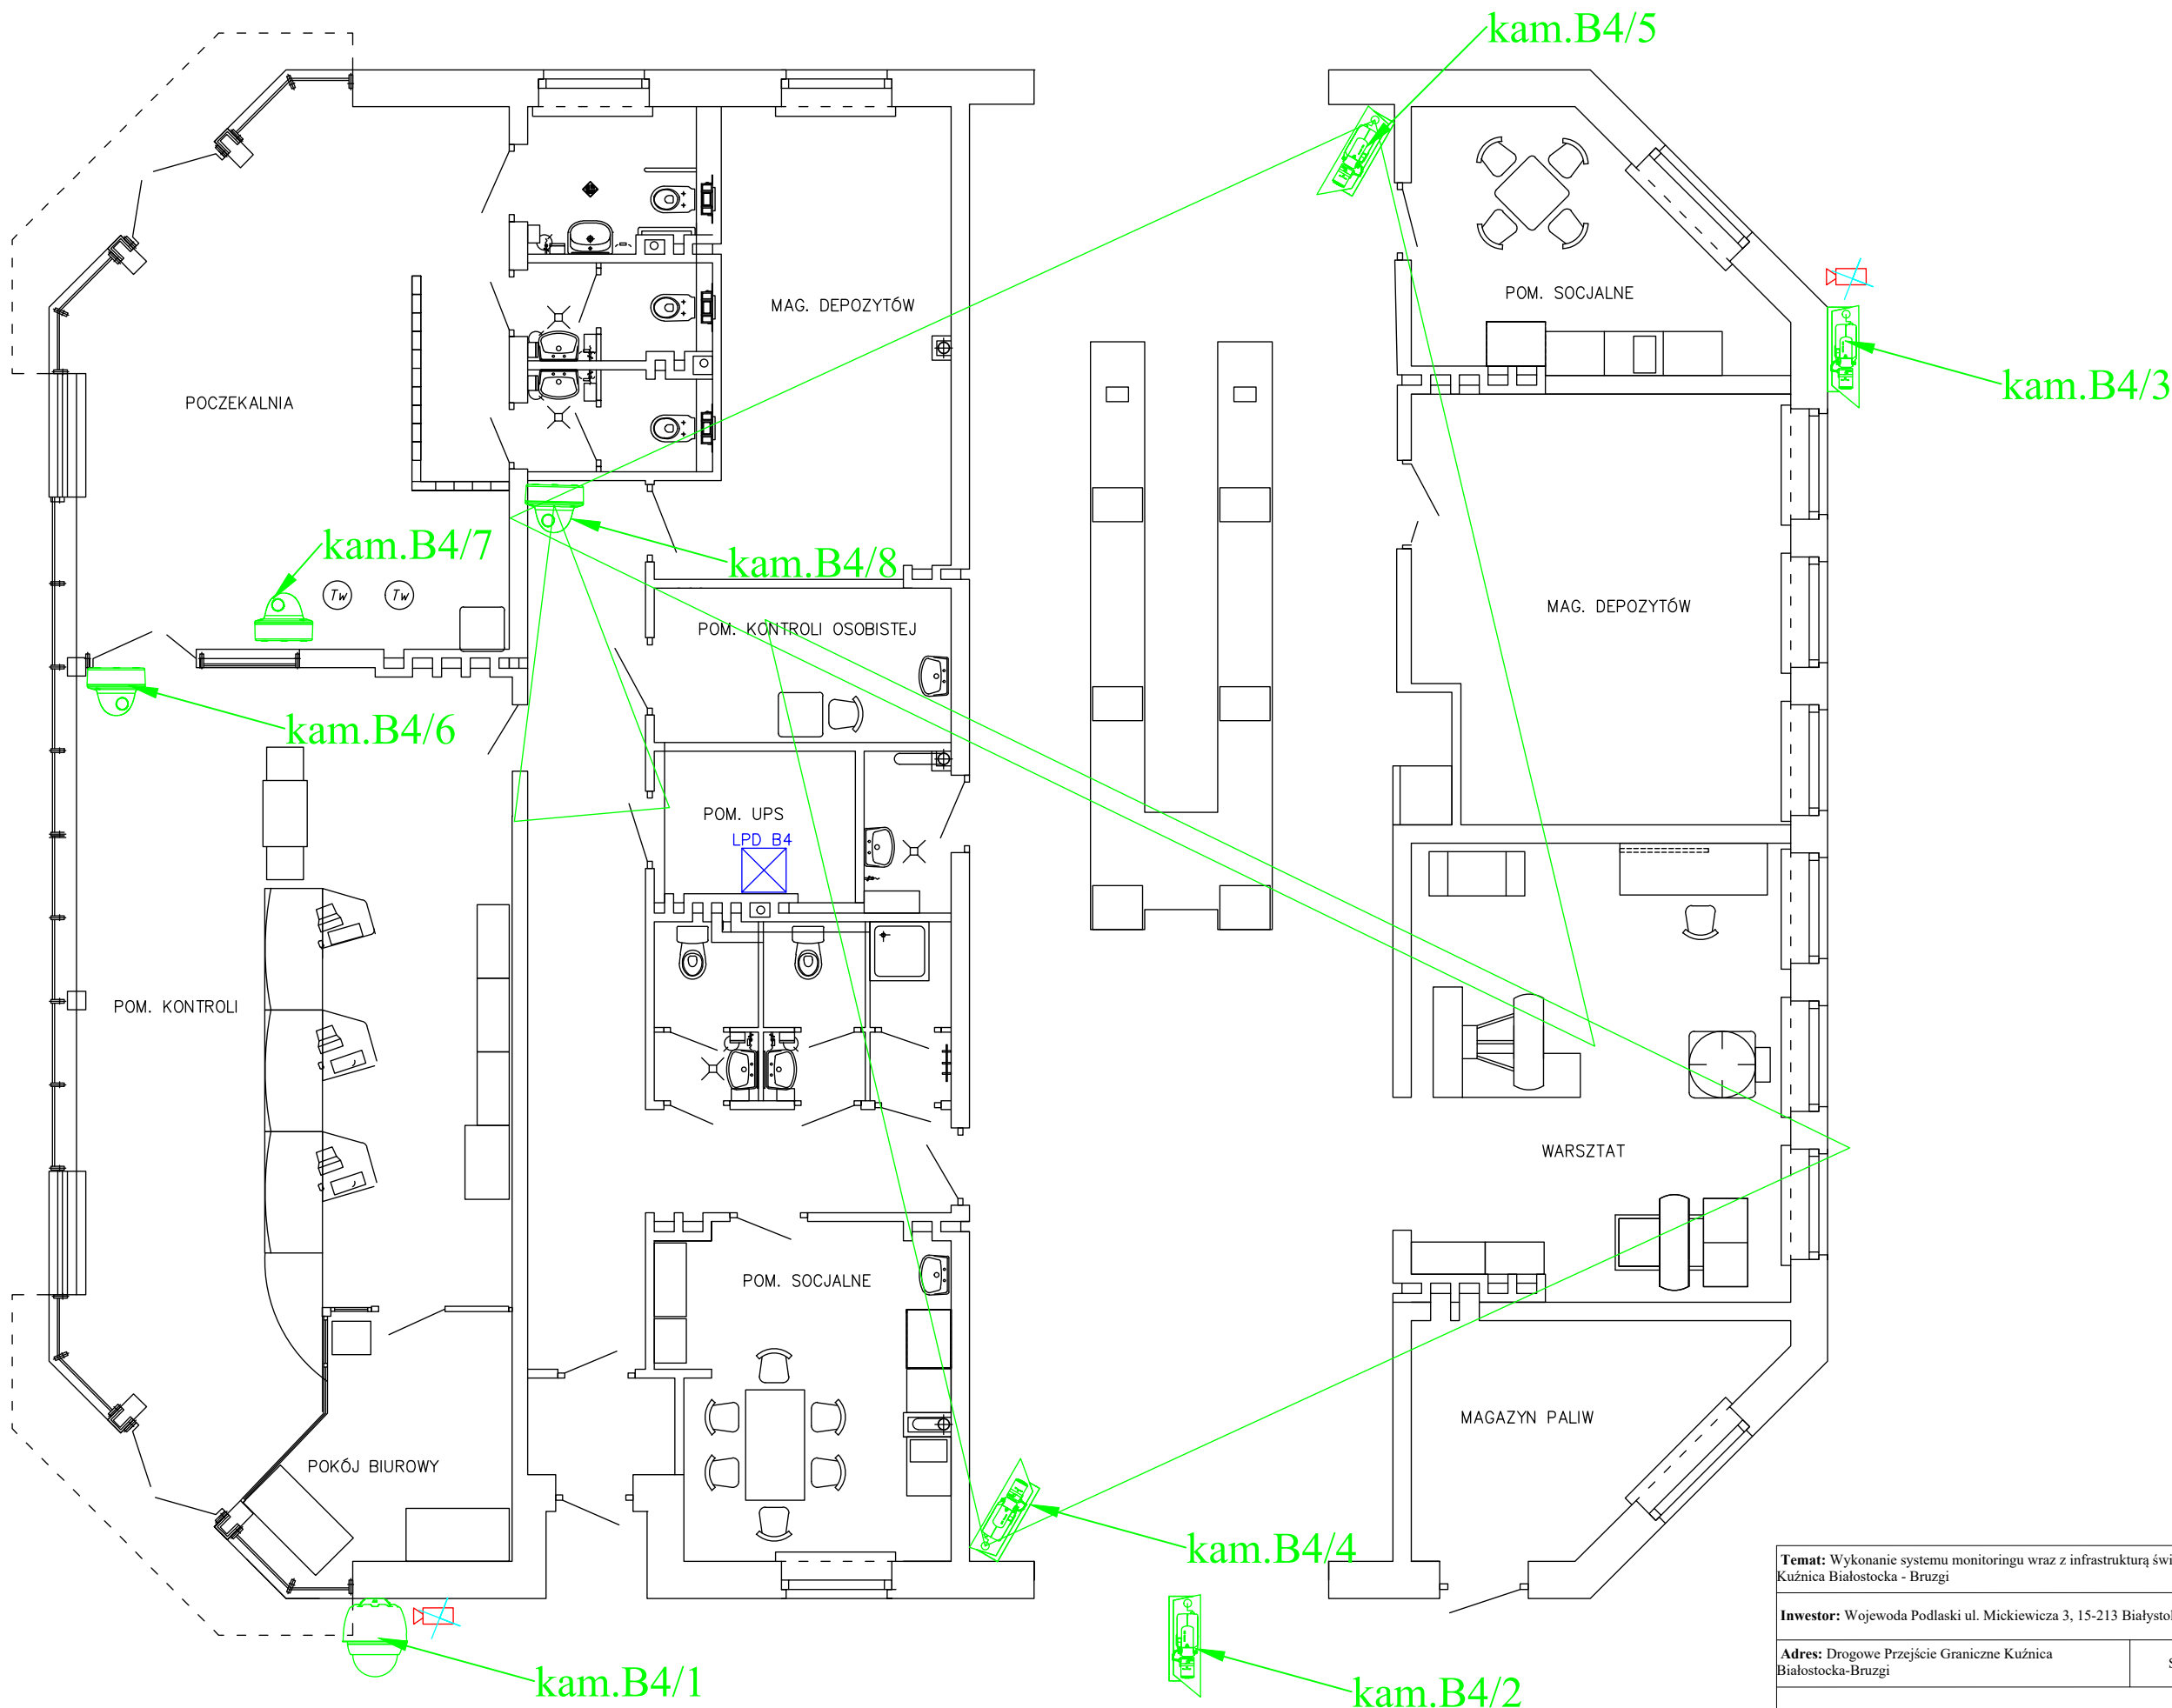 kam.B4/5
MAG. DEPOZYTÓW
POM. SOCJALNE
kam.B4/3
POCZEKALNIA
kam.B4/7
kam.B4/8
Tw
Tw
MAG. DEPOZYTÓW
POM. KONTROLI OSOBISTEJ
kam.B4/6
POM. UPS
LPD B4
POM. KONTROLI
WARSZTAT
POM. SOCJALNE
MAGAZYN PALIW
POKÓJ BIUROWY
kam.B4/4
kam.B4/1
kam.B4/2
Temat: Wykonanie systemu monitoringu wraz z infrastrukturą
Kuźnica Białostocka - Bruzgi
Inwestor: Wojewoda Podlaski ul. Mickiewicza 3, 15-213
Adres: Drogowe Przejście Graniczne Kuźnica
Białostocka-Bruzgi